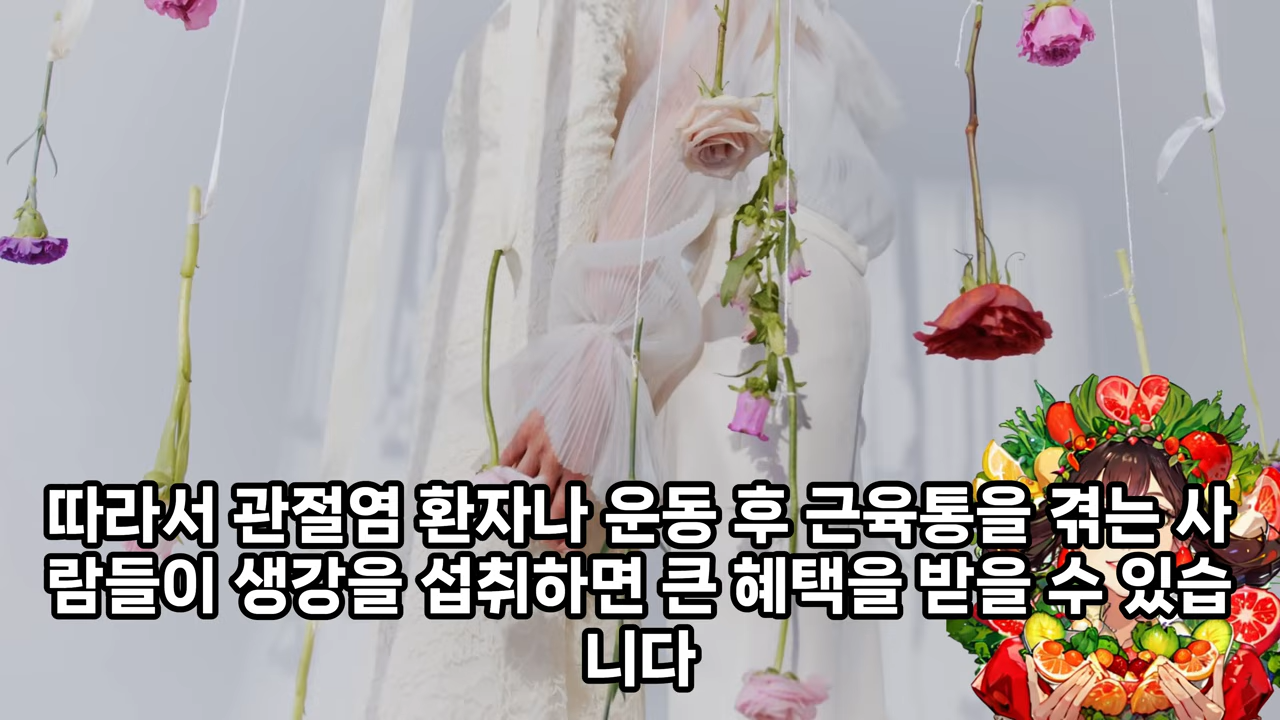 따라서 관절염 환자나 운동 후 근육통을 겪는 사
람들이 생강을 섭취하면 큰 혜택을 받을 수 있습
니다